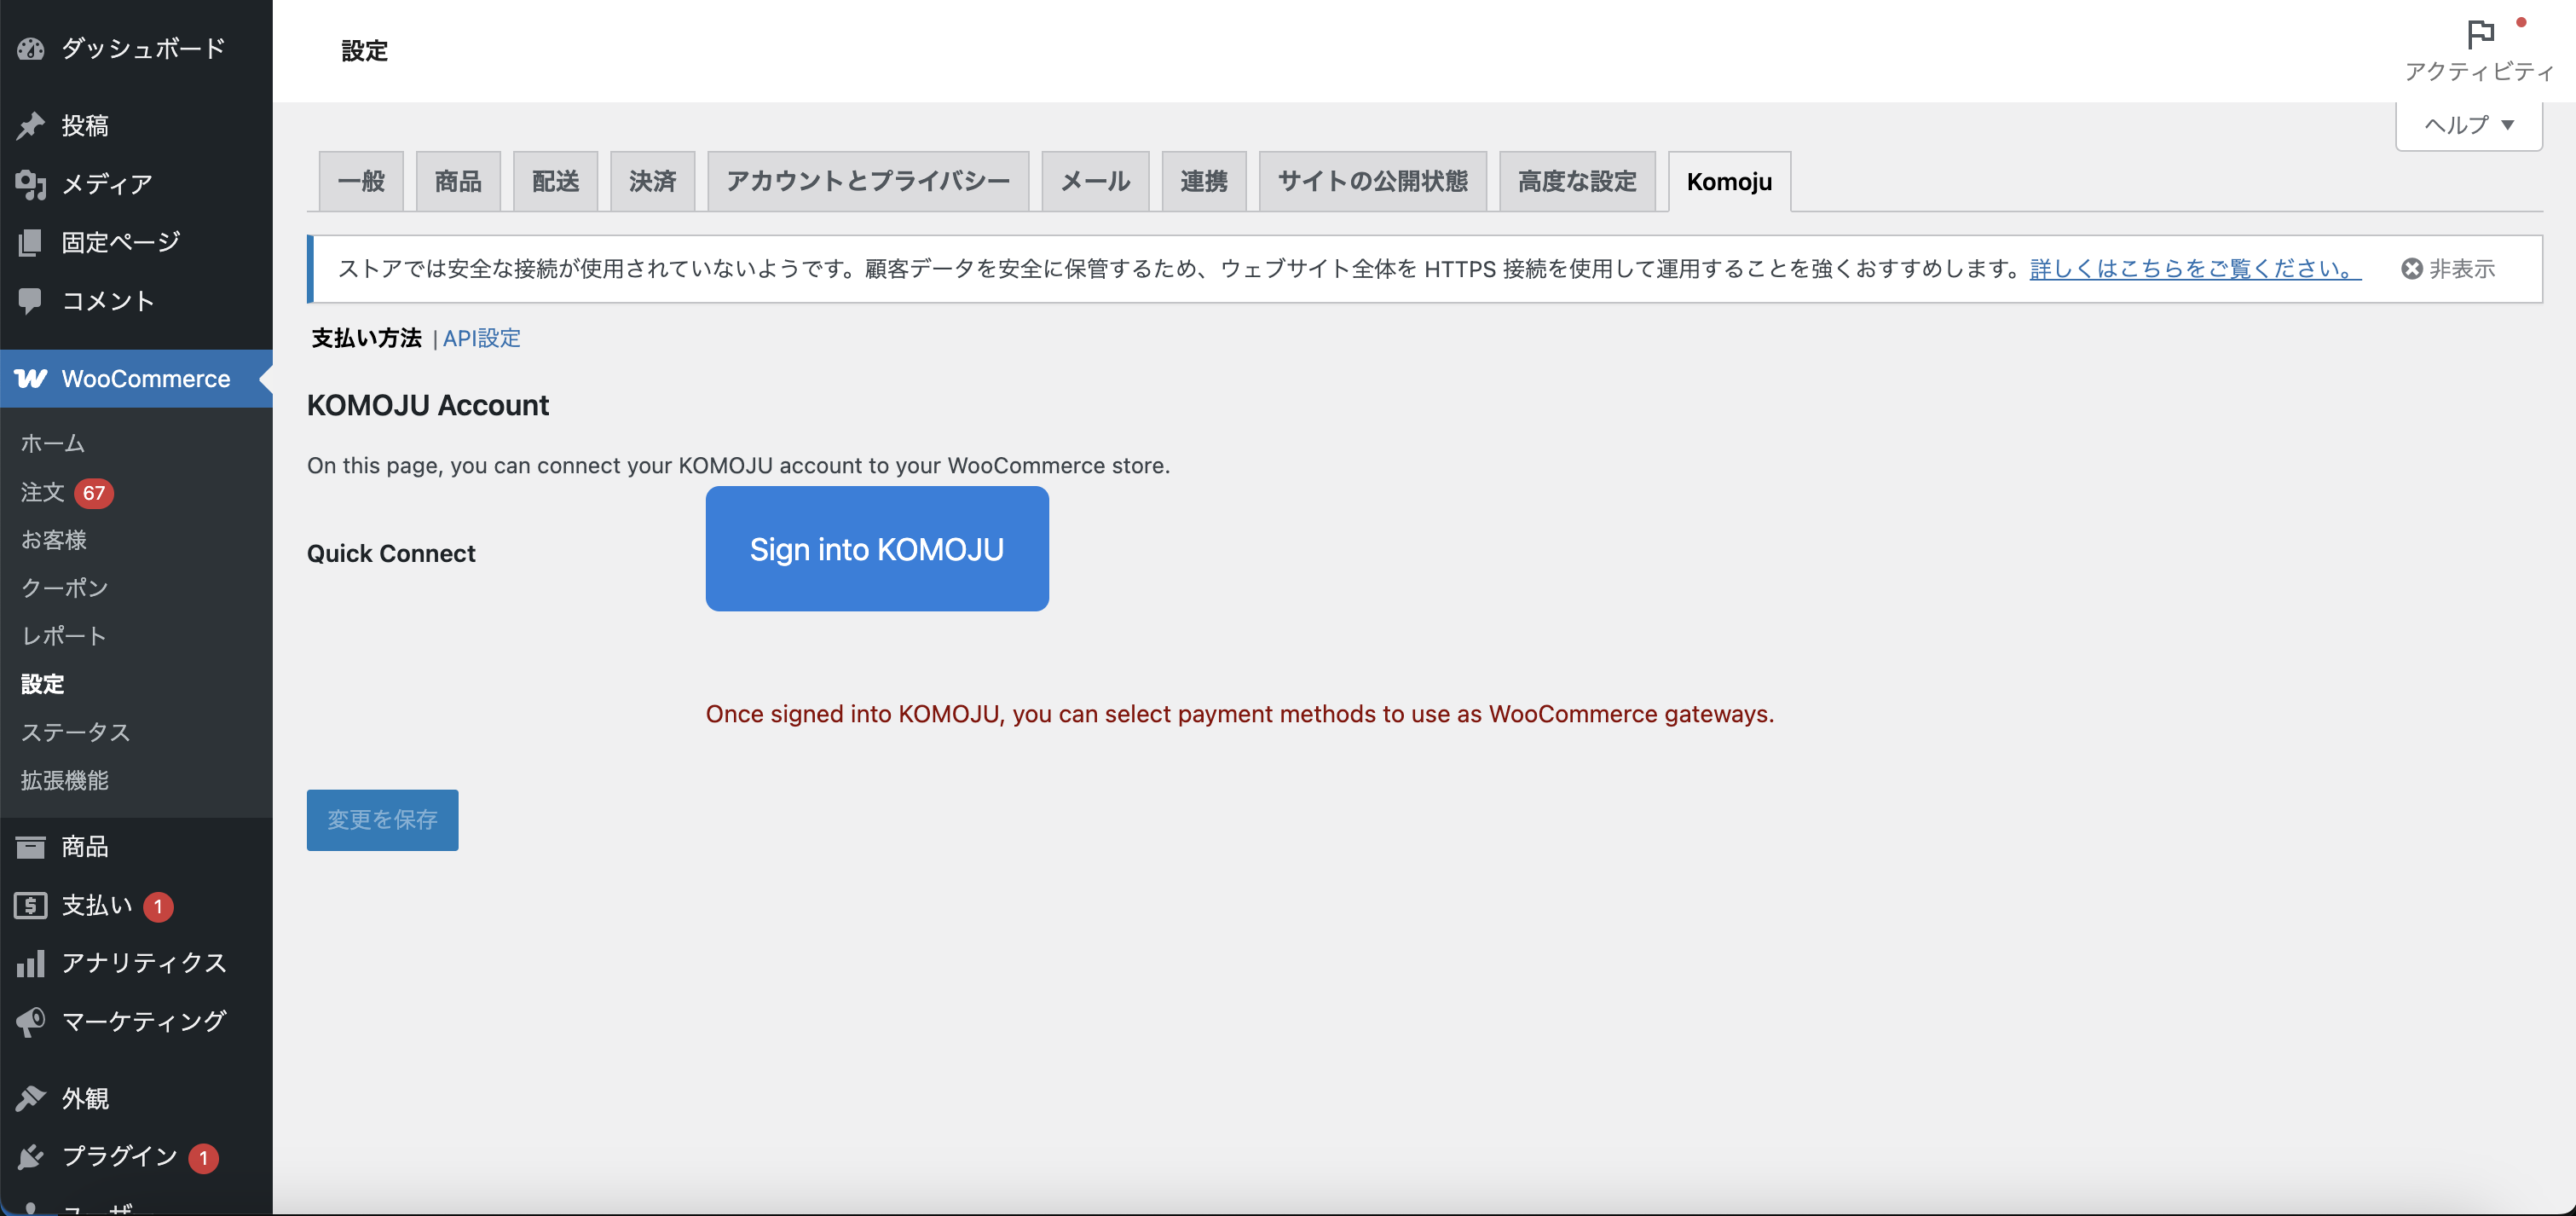 ダッシュボード
投稿
メディア
固定ページ
コメント
WooCommerce
ホーム
注文 67
お客様
クーポン
レポート
設定
ステータス
拡張機能
商品
支払い 1
アナリティクス
マーケティング
外観
プラグイン 1
ユーザー
設定
アクティビティ
ヘルプ ▼
一般 商品 配送 決済 アカウントとプライバシー メール 連携 サイトの公開状態 高度な設定 Komoju
ストアでは安全な接続が使用されていないようです。顧客データを安全に保管するため、ウェブサイト全体を HTTPS 接続を使用して運用することを強くおすすめします。詳しくはこちらをご覧ください。 非表示
支払い方法 | API設定
KOMOJU Account
On this page, you can connect your KOMOJU account to your WooCommerce store.
Quick Connect
Sign into KOMOJU
Once signed into KOMOJU, you can select payment methods to use as WooCommerce gateways.
変更を保存